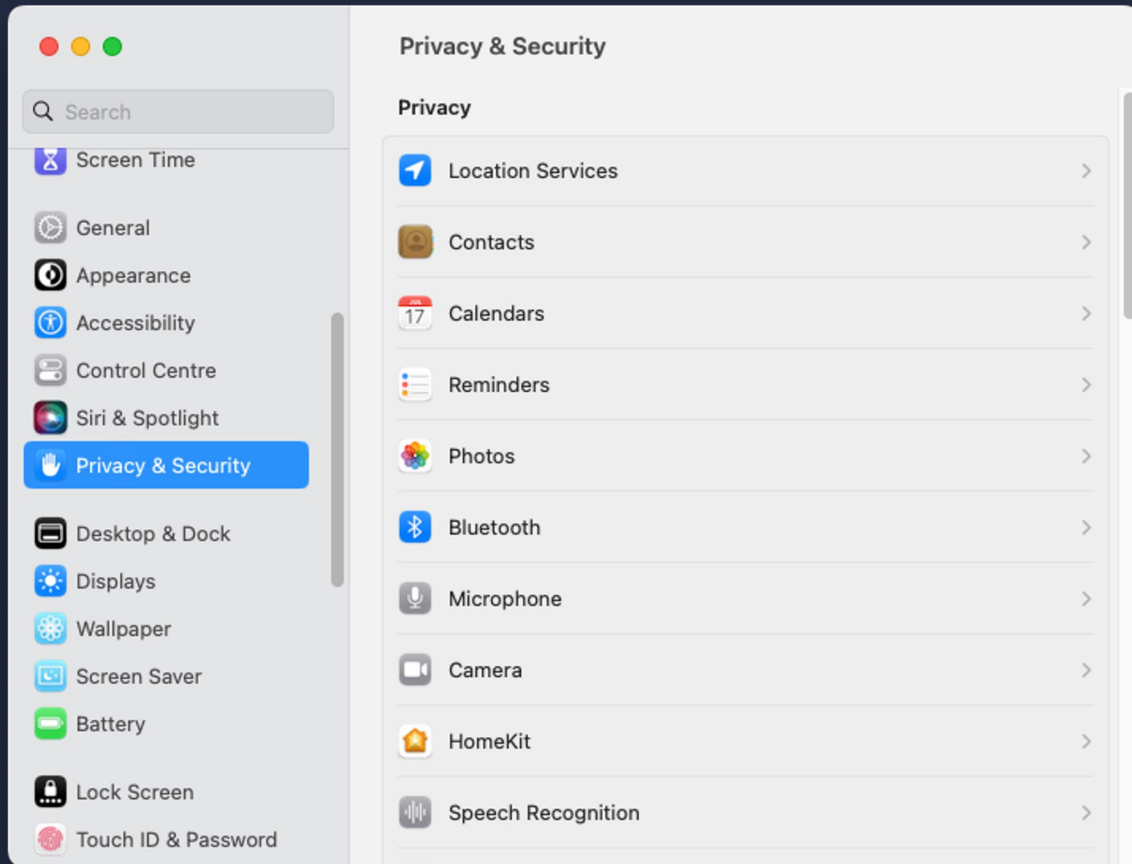 Privacy & Security
Search
Screen Time
General
Appearance
Accessibility
Control Centre
Siri & Spotlight
Privacy & Security
Desktop & Dock
Displays
Wallpaper
Screen Saver
Battery
Lock Screen
Touch ID & Password
Privacy
Location Services
Contacts
17
Calendars
Reminders
Photos
Bluetooth
Microphone
Camera
HomeKit
Speech Recognition